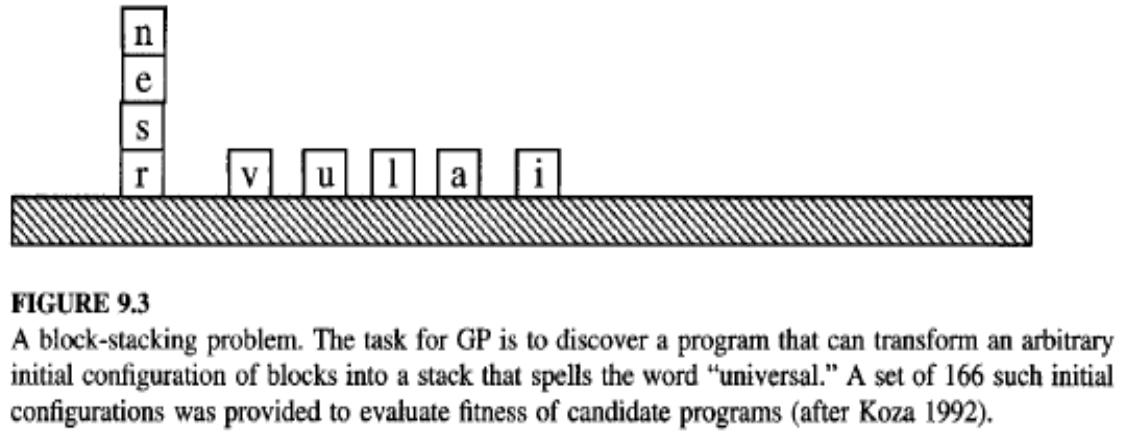 n
e
s
r
v
u
l
a
i
FIGURE 9.3
A block-stacking problem. The task for GP is to discover a program that can transform an arbitrary
initial configuration of blocks into a stack that spells the word “universal.” A set of 166 such initial
configurations was provided to evaluate fitness of candidate programs (after Koza 1992).